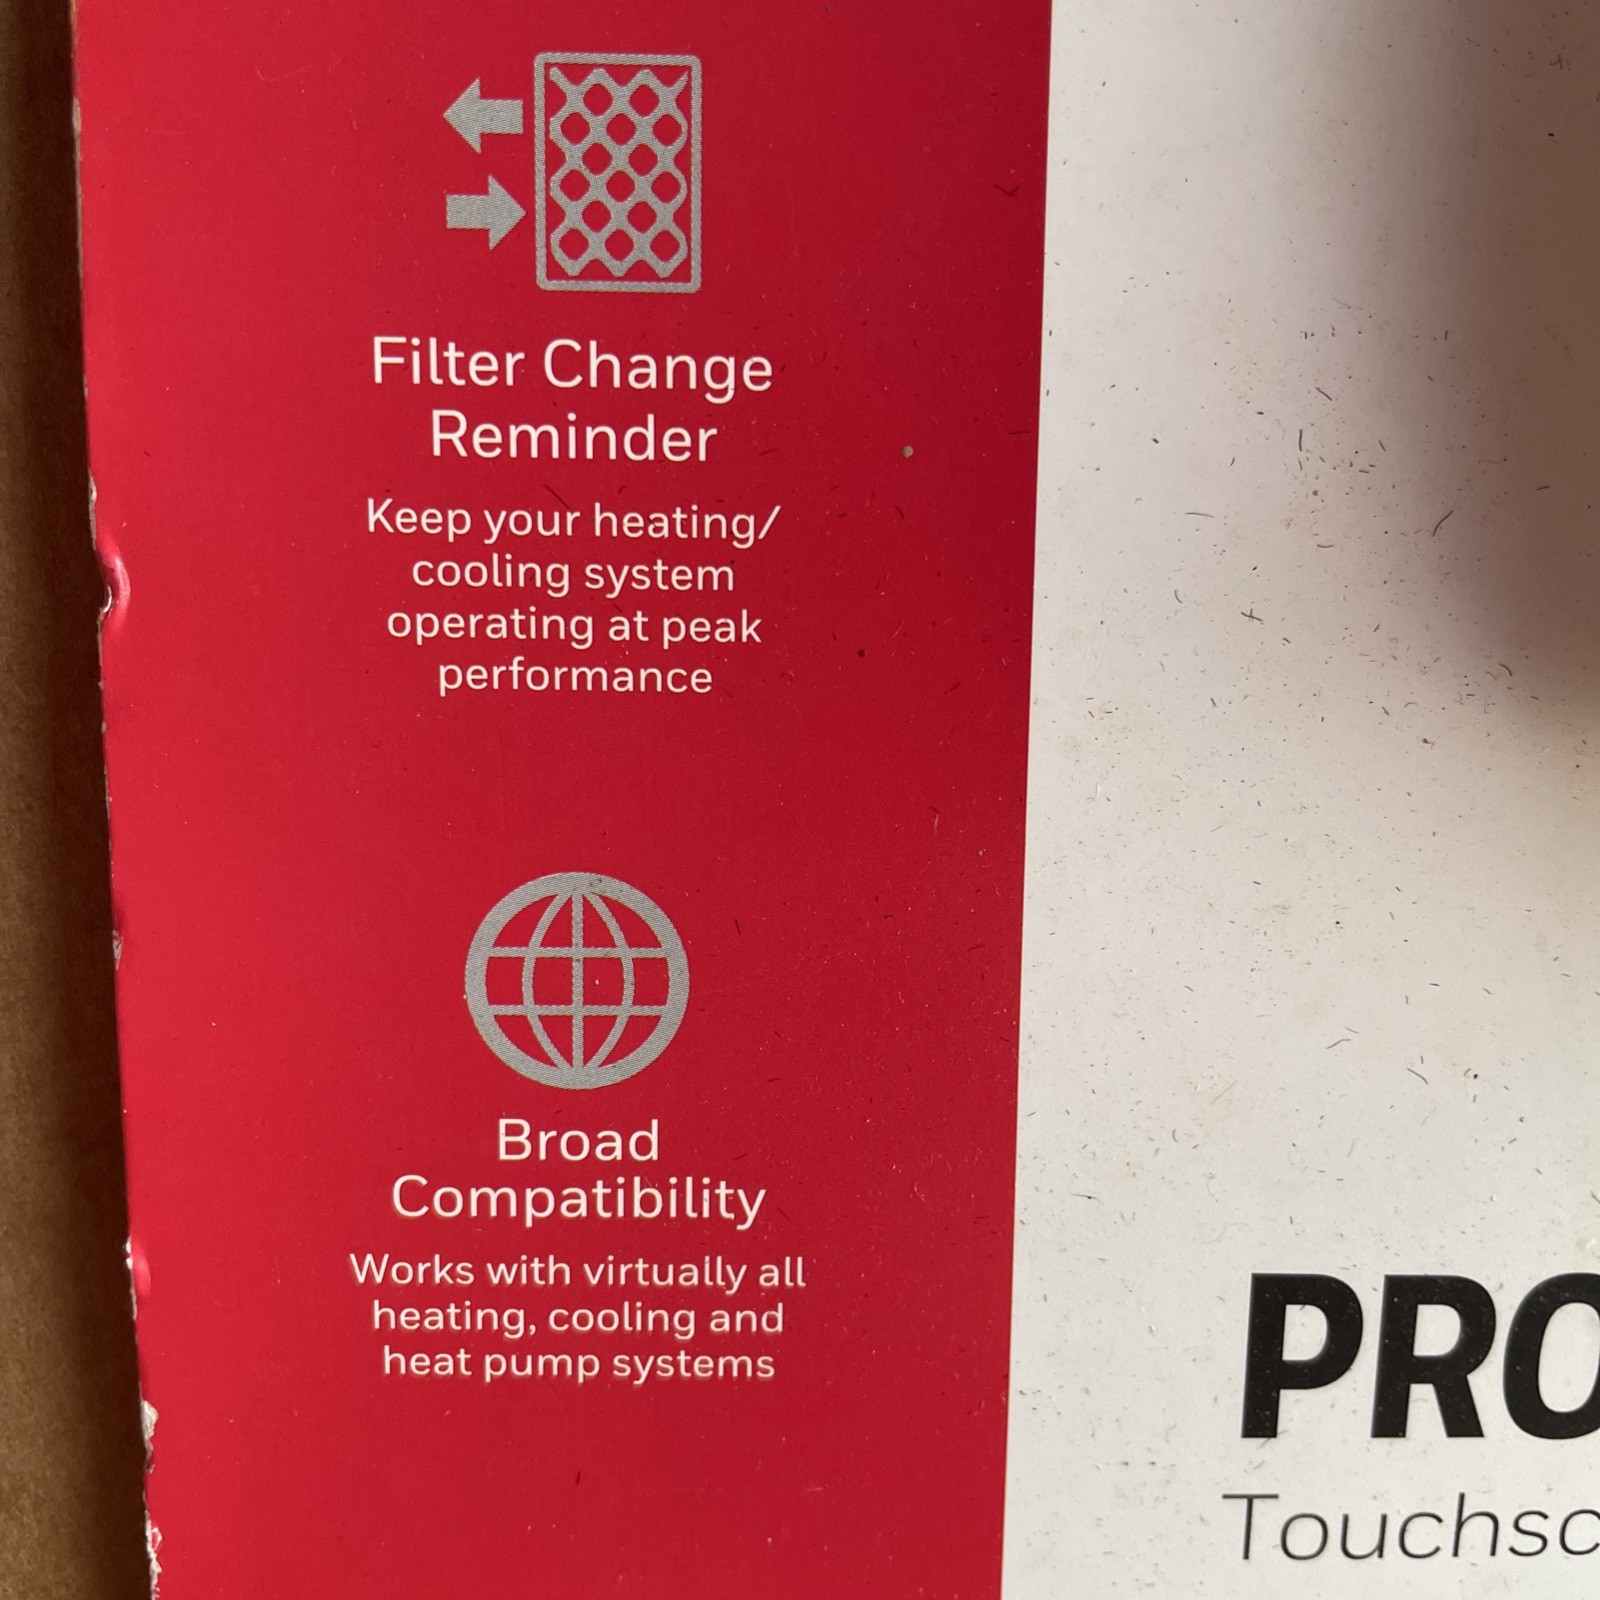 Filter Change
Reminder
Keep your heating/
cooling system
operating at peak
performance
Broad
Compatibility
Works with virtually all
heating, cooling and
heat pump systems
PRO
Touchsc